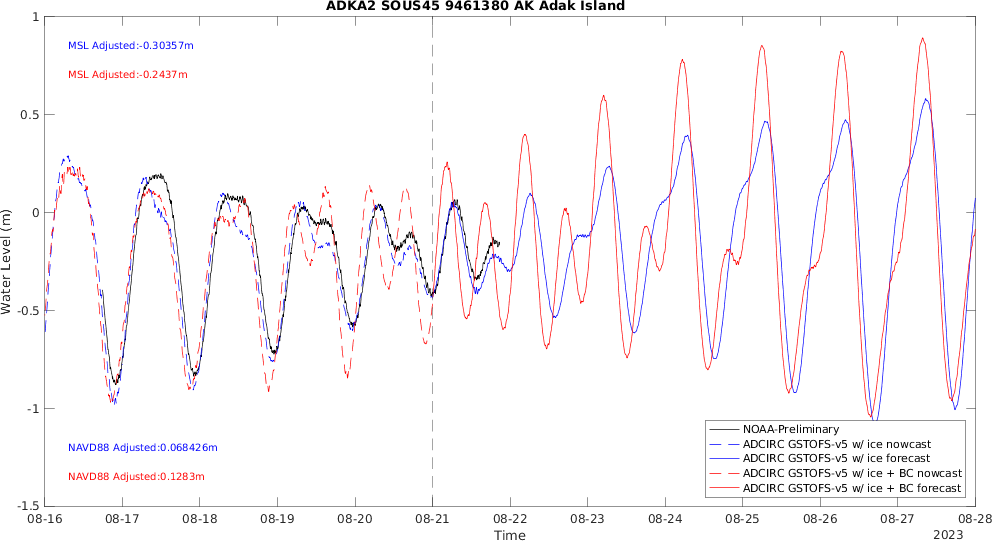 ADKA2 SOUS45 9461380 AK Adak Island
1
0.5
0
-0.5
-1
-1.5
Water Level (m)
MSL Adjusted:-0.30357m
MSL Adjusted:-0.2437m
NAVD88 Adjusted:0.068426m
NAVD88 Adjusted:0.1283m
NOAA-Preliminary
ADCIRC GSTOFS-v5 w/ ice nowcast
ADCIRC GSTOFS-v5 w/ ice forecast
ADCIRC GSTOFS-v5 w/ ice + BC nowcast
ADCIRC GSTOFS-v5 w/ ice + BC forecast
08-16 08-17 08-18 08-19 08-20 08-21 08-22 08-23 08-24 08-25 08-26 08-27 08-28
Time
2023